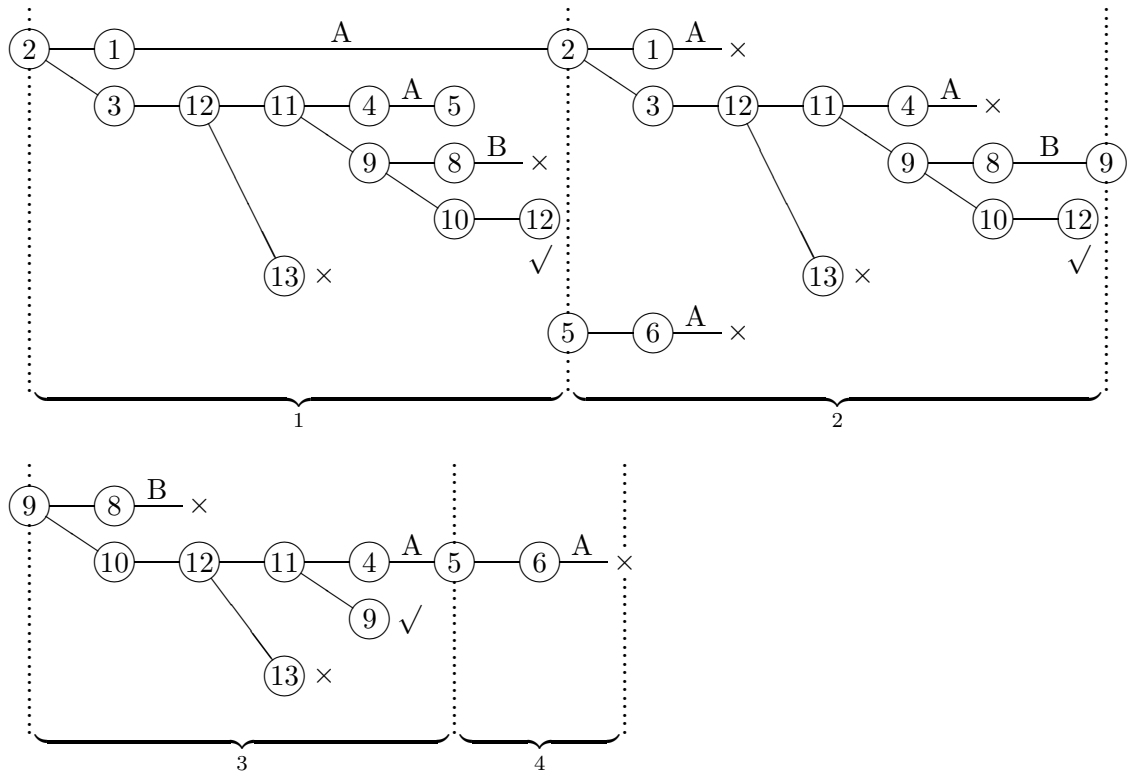 A A
2 1 2 1 ×
A A
3 12 11 4 5 3 12 11 4 ×
B B
9 8 × 9 8 9
10 12 10 12
√ √
13 × 13 ×
A
5 6 ×
1 2
B
9 8 ×
A A
10 12 11 4 5 6 ×
9 √
13 ×
3 4